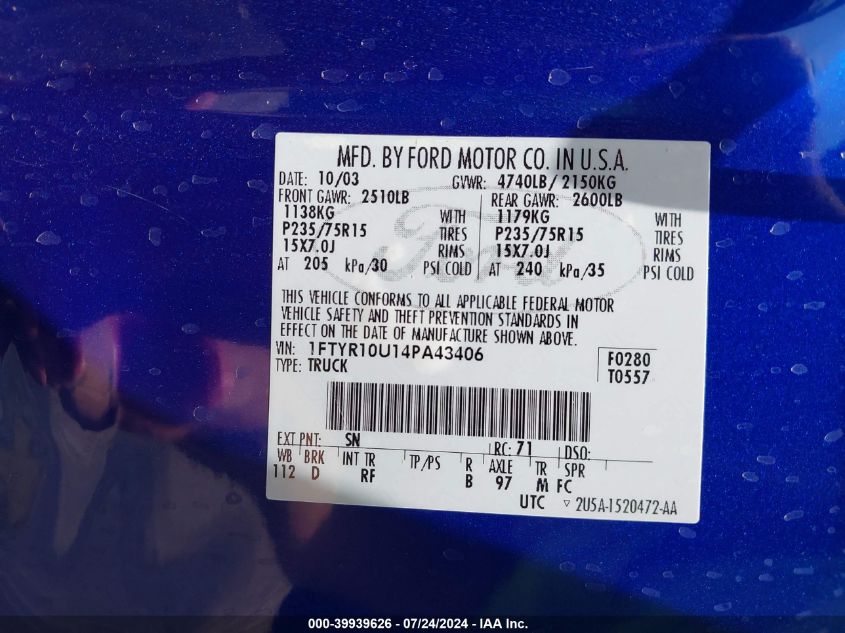 MFD. BY FORD MOTOR CO. IN U.S.A.
DATE: 10/03 GVWR: 4740LB/ 2150KG
FRONT GAWR: 2510LB REAR GAWR: 2600LB
1138KG WITH 1179KG WITH
P235/75R15 TIRES P235/75R15 TIRES
15X7.0J RIMS 15X7.0J RIMS
AT 205 kPa/30 PSI COLD AT 240 kPa/35 PSI COLD
Ford
THIS VEHICLE CONFORMS TO ALL APPLICABLE FEDERAL MOTOR
VEHICLE SAFETY AND THEFT PREVENTION STANDARDS IN
EFFECT ON THE DATE OF MANUFACTURE SHOWN ABOVE.
VIN: 1FTYR10U14PA43406 F0280
TYPE: TRUCK T0557
EXT PNT: SN RC: 71 DSO:
WB BRK INT TR TP/PS R AXLE TR SPR
112 D RF B 97 M FC
UTC ▽ 2U5A-1520472-AA
000-39939626 - 07/24/2024 - IAA Inc.